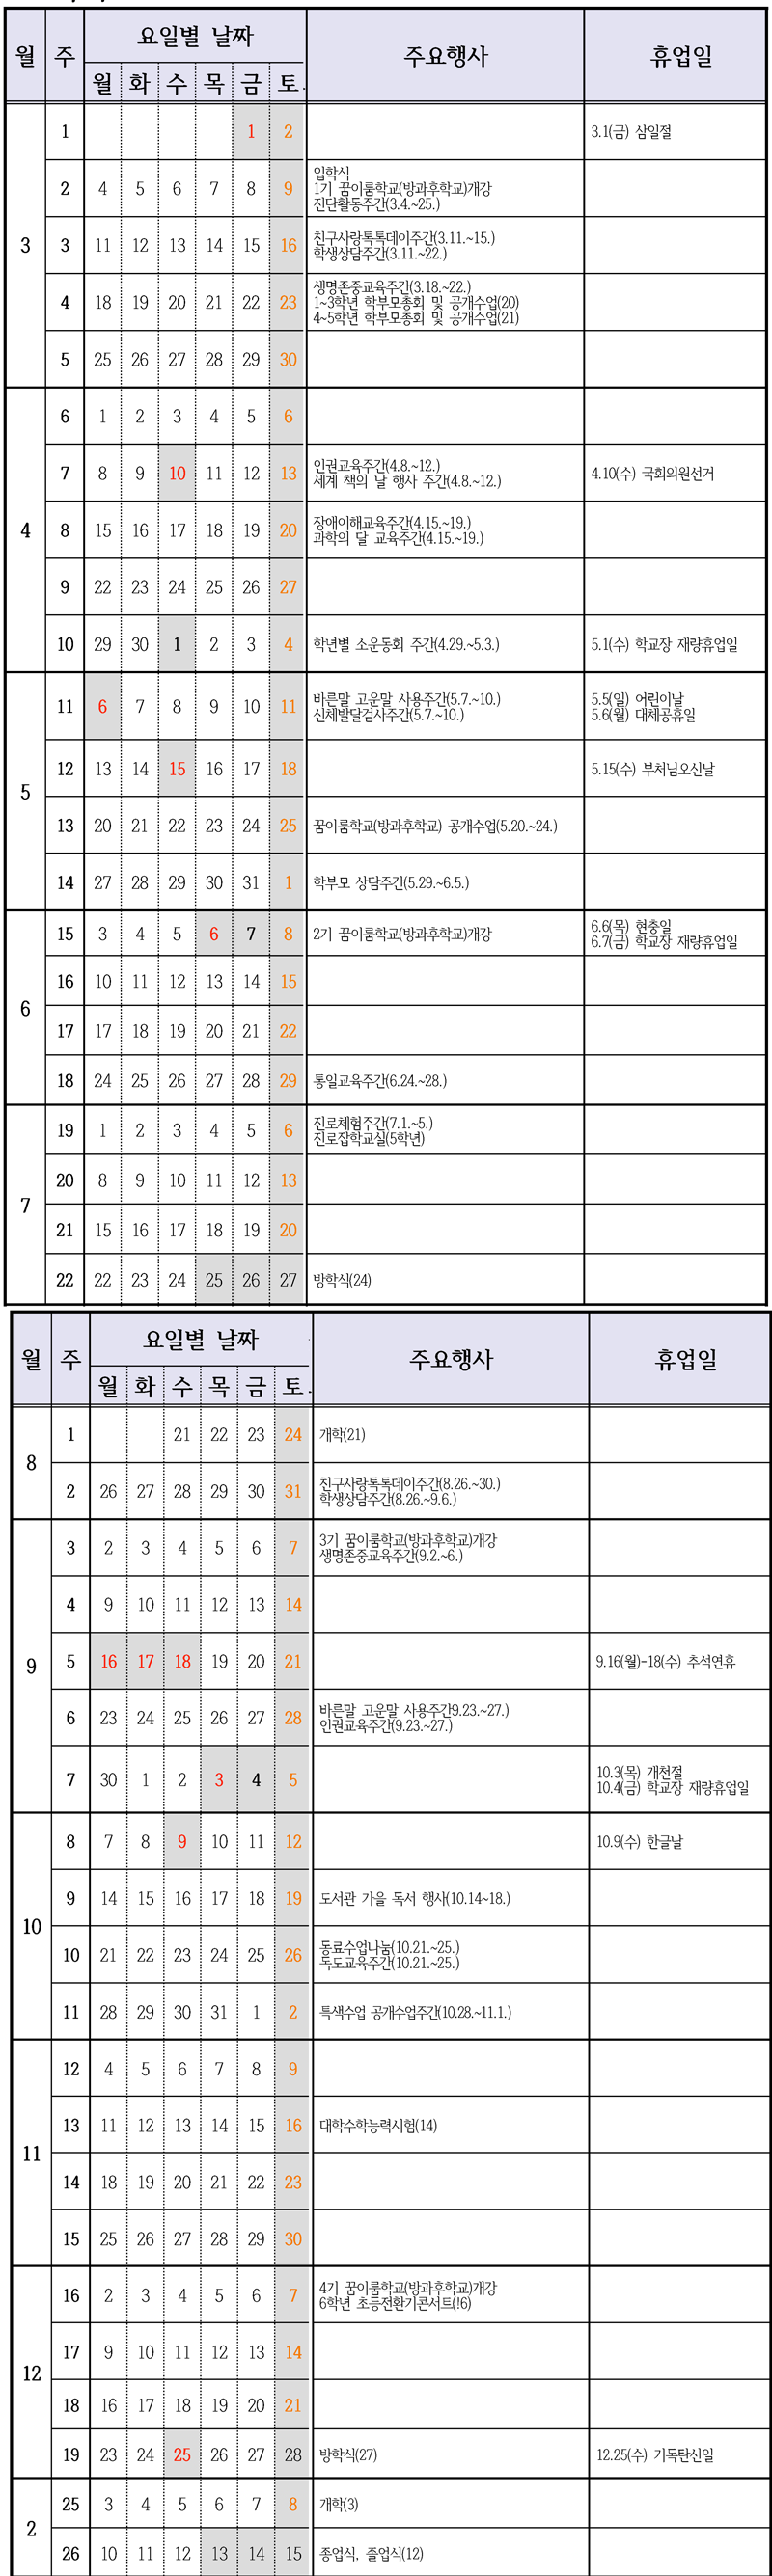 월 주 요일별 날짜 주요행사 휴업일
월 화 수 목 금 토
3
1 1 2 3.1(금) 삼일절
2 4 5 6 7 8 9
입학식
1기 꿈이룸학교(방과후학교)개강
진단활동주간(3.4.~25.)
3 11 12 13 14 15 16
친구사랑톡톡데이주간(3.11.~15.)
학생상담주간(3.11.~22.)
4 18 19 20 21 22 23
생명존중교육주간(3.18.~22.)
1~3학년 학부모총회 및 공개수업(20)
4~5학년 학부모총회 및 공개수업(21)
5 25 26 27 28 29 30
4
6 1 2 3 4 5 6
7 8 9 10 11 12 13
인권교육주간(4.8.~12.)
세계 책의 날 행사 주간(4.8.~12.)
4.10(수) 국회의원선거
8 15 16 17 18 19 20
장애이해교육주간(4.15.~19.)
과학의 달 교육주간(4.15.~19.)
9 22 23 24 25 26 27
10 29 30 1 2 3 4 학년별 소운동회 주간(4.29.~5.3.) 5.1(수) 학교장 재량휴업일
5
11 6 7 8 9 10 11
바른말 고운말 사용주간(5.7.~10.)
신체발달검사주간(5.7.~10.)
5.5(일) 어린이날
5.6(월) 대체공휴일
12 13 14 15 16 17 18 5.15(수) 부처님오신날
13 20 21 22 23 24 25 꿈이룸학교(방과후학교) 공개수업(5.20.~24.)
14 27 28 29 30 31 1 학부모 상담주간(5.29.~6.5.)
6
15 3 4 5 6 7 8 2기 꿈이룸학교(방과후학교)개강
6.6(목) 현충일
6.7(금) 학교장 재량휴업일
16 10 11 12 13 14 15
17 17 18 19 20 21 22
18 24 25 26 27 28 29 통일교육주간(6.24.~28.)
7
19 1 2 3 4 5 6
진로체험주간(7.1.~5.)
진로잡학교실(5학년)
20 8 9 10 11 12 13
21 15 16 17 18 19 20
22 22 23 24 25 26 27 방학식(24)
월 주 요일별 날짜 주요행사 휴업일
월 화 수 목 금 토
8
1 21 22 23 24 개학(21)
2 26 27 28 29 30 31
친구사랑톡톡데이주간(8.26.~30.)
학생상담주간(8.26.~9.6.)
9
3 2 3 4 5 6 7
3기 꿈이룸학교(방과후학교)개강
생명존중교육주간(9.2.~6.)
4 9 10 11 12 13 14
5 16 17 18 19 20 21 9.16(월)-18(수) 추석연휴
6 23 24 25 26 27 28
바른말 고운말 사용주간9.23.~27.)
인권교육주간(9.23.~27.)
7 30 1 2 3 4 5
10.3(목) 개천절
10.4(금) 학교장 재량휴업일
10
8 7 8 9 10 11 12 10.9(수) 한글날
9 14 15 16 17 18 19 도서관 가을 독서 행사(10.14~18.)
10 21 22 23 24 25 26
동료수업나눔(10.21.~25.)
독도교육주간(10.21.~25.)
11 28 29 30 31 1 2 특색수업 공개수업주간(10.28.~11.1.)
11
12 4 5 6 7 8 9
13 11 12 13 14 15 16 대학수학능력시험(14)
14 18 19 20 21 22 23
15 25 26 27 28 29 30
12
16 2 3 4 5 6 7
4기 꿈이룸학교(방과후학교)개강
6학년 초등전환기콘서트(!6)
17 9 10 11 12 13 14
18 16 17 18 19 20 21
19 23 24 25 26 27 28 방학식(27) 12.25(수) 기독탄신일
2
25 3 4 5 6 7 8 개학(3)
26 10 11 12 13 14 15 종업식, 졸업식(12)